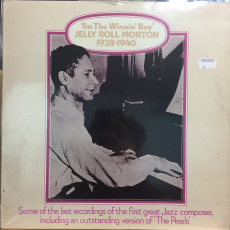 'I'm The Winnin' Boy'
JELLY ROLL MORTON
1938-1940
Some of the last recordings of the first great Jazz composer,
including an outstanding version of 'The Pearls'